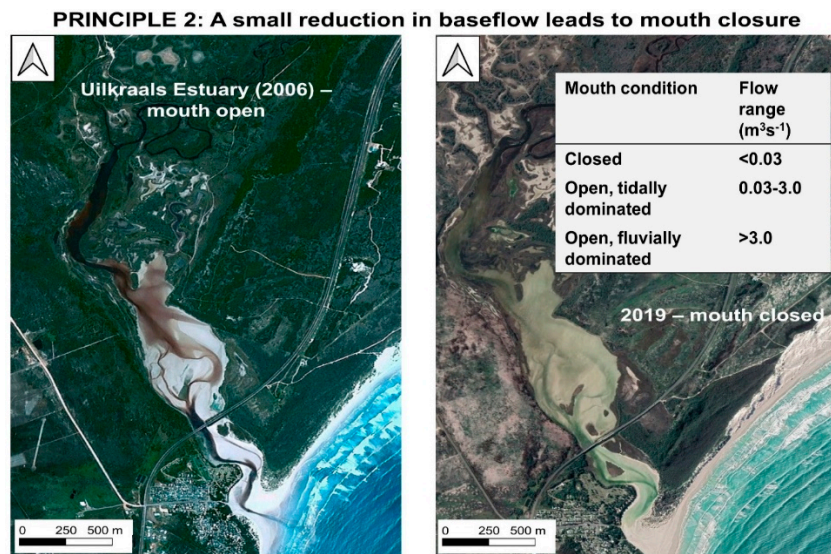 PRINCIPLE 2: A small reduction in baseflow leads to mouth closure
Uilkraals Estuary (2006) –
mouth open
0 250 500 m
Mouth condition Flow range (m³s⁻¹)
Closed <0.03
Open, tidally dominated 0.03-3.0
Open, fluvially dominated >3.0
2019 – mouth closed
0 250 500 m